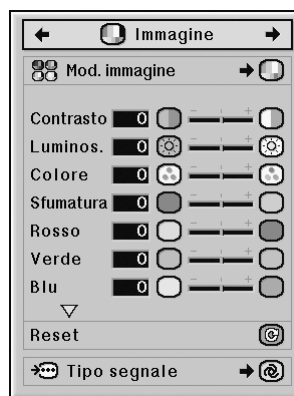 Immagine
Mod. immagine
Contrasto 0
Luminos. 0
Colore 0
Sfumatura 0
Rosso 0
Verde 0
Blu 0
Reset
Tipo segnale